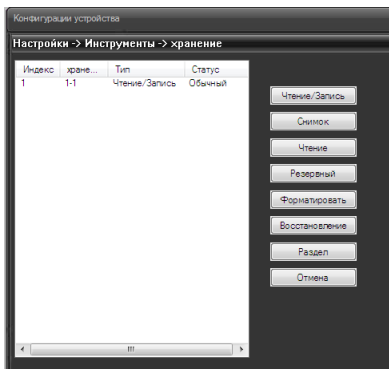 Конфигурации устройства
Настройки -> Инструменты -> хранение
Индекс хране... Тип Статус
1 1-1 Чтение/Запись Обычный
Чтение/Запись
Снимок
Чтение
Резервный
Форматировать
Восстановление
Раздел
Отмена